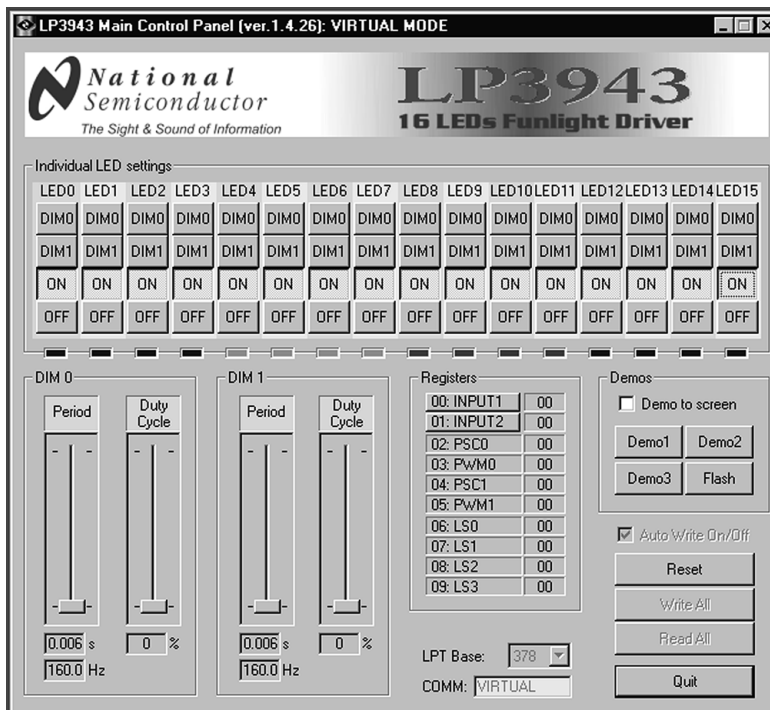 LP3943 Main Control Panel (ver.1.4.26): VIRTUAL MODE
National
Semiconductor
The Sight & Sound of Information
LP3943
16 LEDs Funlight Driver
Individual LED settings
LED0 LED1 LED2 LED3 LED4 LED5 LED6 LED7 LED8 LED9 LED10 LED11 LED12 LED13 LED14 LED15
DIM0 DIM0 DIM0 DIM0 DIM0 DIM0 DIM0 DIM0 DIM0 DIM0 DIM0 DIM0 DIM0 DIM0 DIM0 DIM0
DIM1 DIM1 DIM1 DIM1 DIM1 DIM1 DIM1 DIM1 DIM1 DIM1 DIM1 DIM1 DIM1 DIM1 DIM1 DIM1
ON ON ON ON ON ON ON ON ON ON ON ON ON ON ON ON
OFF OFF OFF OFF OFF OFF OFF OFF OFF OFF OFF OFF OFF OFF OFF OFF
DIM 0
Period
Duty
Cycle
0.006 s
0 %
160.0 Hz
DIM 1
Period
Duty
Cycle
0.006 s
0 %
160.0 Hz
Registers
00: INPUT1 00
01: INPUT2 00
02: PSC0 00
03: PWM0 00
04: PSC1 00
05: PWM1 00
06: LS0 00
07: LS1 00
08: LS2 00
09: LS3 00
LPT Base: 378
COMM: VIRTUAL
Demos
Demo to screen
Demo1 Demo2
Demo3 Flash
Auto Write On/Off
Reset
Write All
Read All
Quit